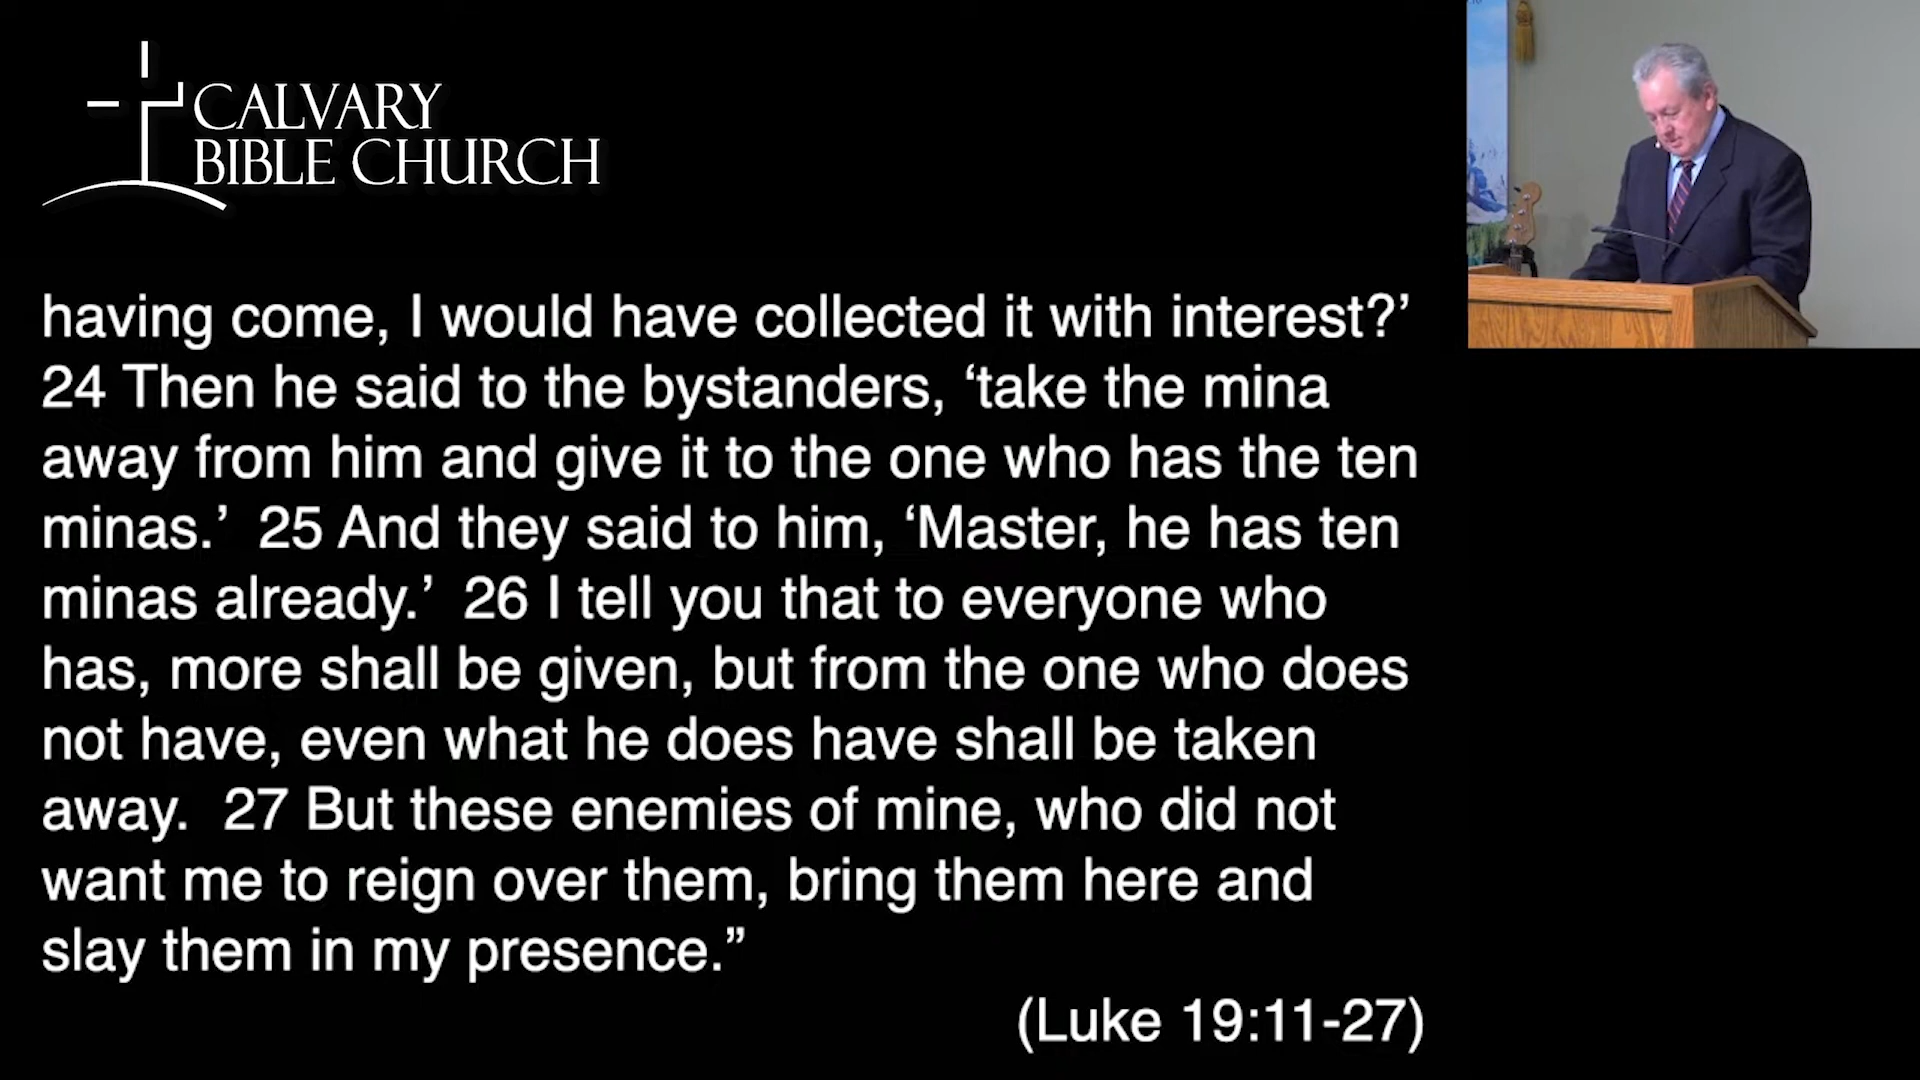 CALVARY
BIBLE CHURCH
having come, I would have collected it with interest?’
24 Then he said to the bystanders, ‘take the mina
away from him and give it to the one who has the ten
minas.’  25 And they said to him, ‘Master, he has ten
minas already.’  26 I tell you that to everyone who
has, more shall be given, but from the one who does
not have, even what he does have shall be taken
away.  27 But these enemies of mine, who did not
want me to reign over them, bring them here and
slay them in my presence.”
(Luke 19:11-27)